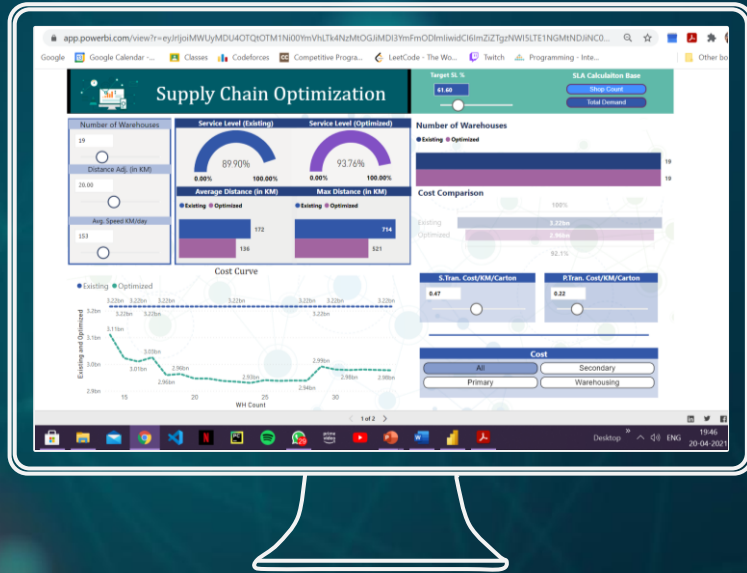 app.powerbi.com/view?r=eyJrIjoiMWUyMDU4OTQtOTM1Ni00YmVhLTk4NzMtOGJiMDI3YmFmODlmIiwidCI6ImZiZTgzNWI5LTE1NGMtNDJiNC0...
Google
Google Calendar -...
Classes
Codeforces
Competitive Progra...
LeetCode - The Wo...
Twitch
Programming - Inte...
Other bo
Supply Chain Optimization
Target SL %
61.60
SLA Calculaiton Base
Shop Count
Total Demand
Number of Warehouses
19
Distance Adj. (in KM)
20.00
Avg. Speed KM/day
153
Service Level (Existing)
89.90%
0.00%
100.00%
Service Level (Optimized)
93.76%
0.00%
100.00%
Average Distance (in KM)
Existing Optimized
172
136
Max Distance (in KM)
Existing Optimized
714
521
Number of Warehouses
Existing Optimized
19
19
Cost Comparison
100%
Existing
3.22bn
Optimized
2.96bn
92.1%
Cost Curve
Existing Optimized
Existing and Optimized
3.2bn
3.1bn
3.0bn
2.9bn
3.22bn 3.22bn 3.22bn 3.22bn 3.22bn 3.22bn 3.22bn
3.22bn 3.22bn 3.22bn
3.11bn
3.03bn
3.01bn
2.96bn
2.96bn
2.93bn
2.94bn
2.99bn
2.98bn
2.98bn
15 20 25 30
WH Count
S.Tran. Cost/KM/Carton
0.47
P.Tran. Cost/KM/Carton
0.22
Cost
All
Secondary
Primary
Warehousing
1 of 2
Desktop
ENG
19:46
20-04-2021